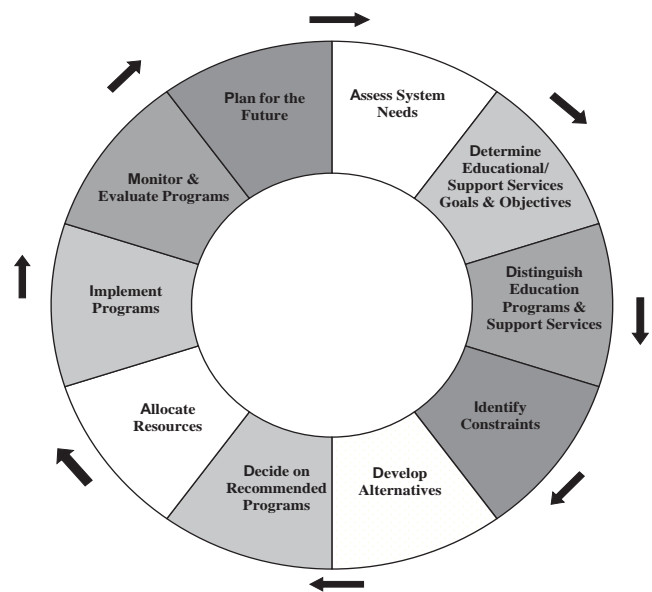 Assess System
Needs
Determine
Educational/
Support Services
Goals & Objectives
Distinguish
Education
Programs &
Support Services
Identify
Constraints
Develop
Alternatives
Decide on
Recommended
Programs
Allocate
Resources
Implement
Programs
Monitor &
Evaluate Programs
Plan for the
Future